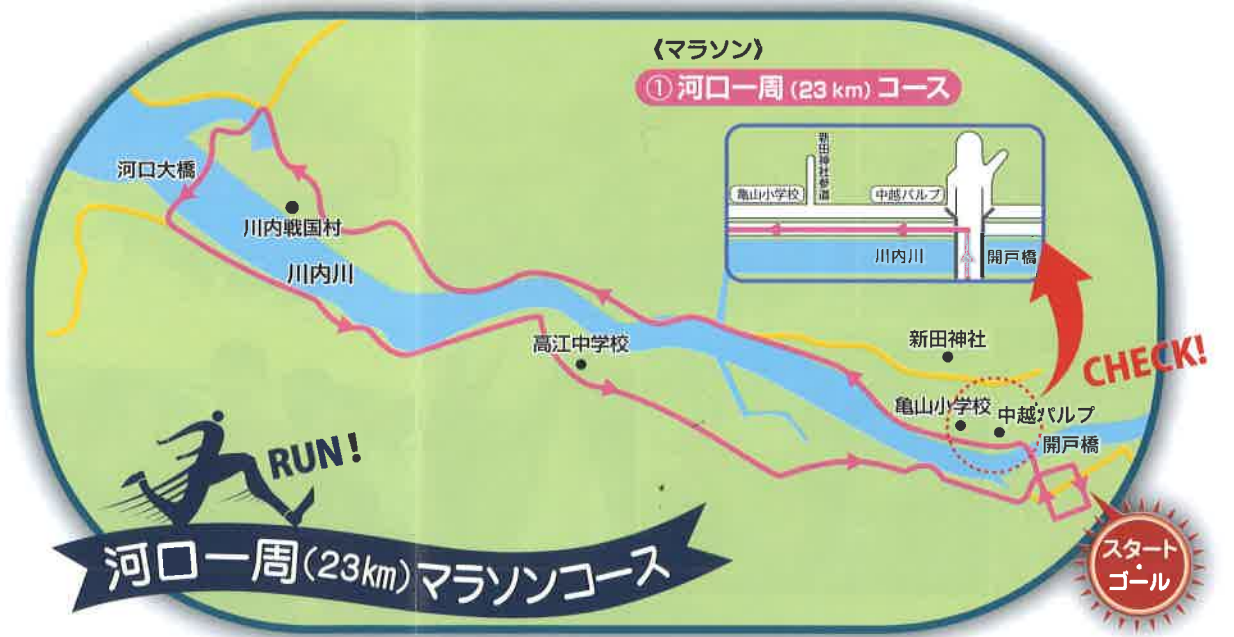 《マラソン》
① 河口一周 (23 km) コース
新田神社参道
亀山小学校
中越パルプ
川内川
開戸橋
河口大橋
川内戦国村
川内川
高江中学校
新田神社
CHECK!
亀山小学校
中越パルプ
開戸橋
RUN!
河口一周(23km)マラソンコース
スタート
・
ゴール